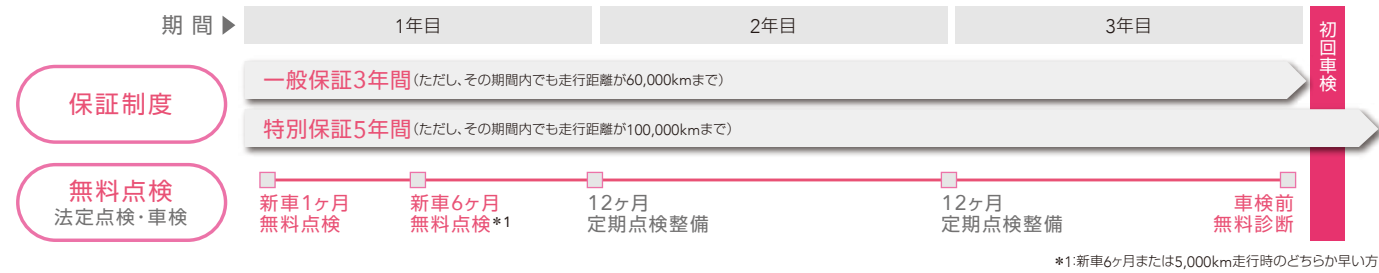 期間▶
1年目
2年目
3年目
初回車検
保証制度
一般保証3年間(ただし、その期間内でも走行距離が60,000kmまで)
特別保証5年間(ただし、その期間内でも走行距離が100,000kmまで)
無料点検
法定点検・車検
新車1ヶ月
無料点検
新車6ヶ月
無料点検*1
12ヶ月
定期点検整備
12ヶ月
定期点検整備
車検前
無料診断
*1:新車6ヶ月または5,000km走行時のどちらか早い方